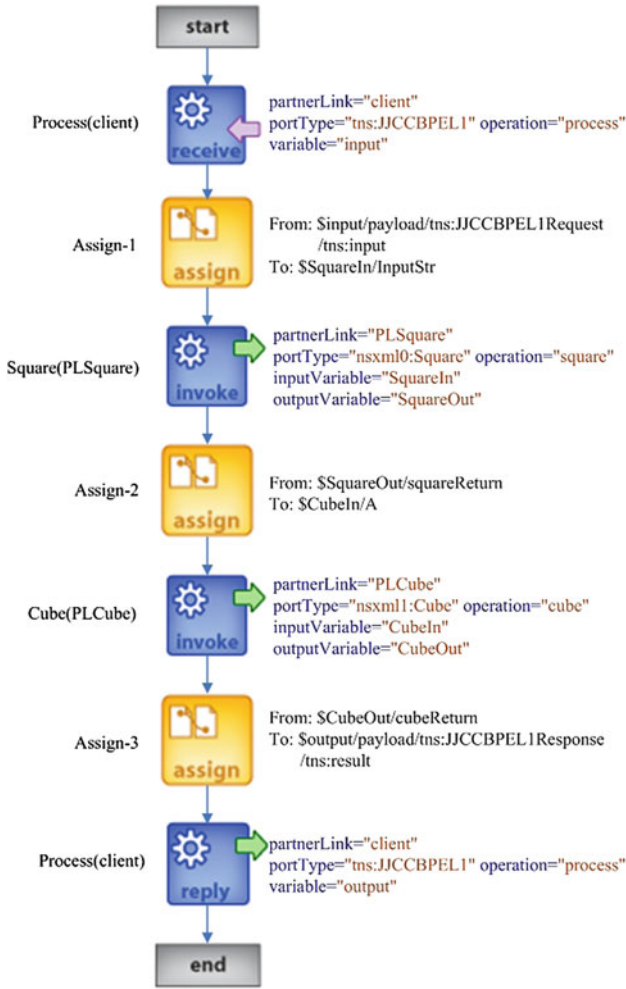 start
Process(client)
receive
partnerLink="client"
portType="tns:JJCCBPEL1" operation="process"
variable="input"
Assign-1
assign
From: $input/payload/tns:JJCCBPEL1Request
/tns:input
To: $SquareIn/InputStr
Square(PLSquare)
invoke
partnerLink="PLSquare"
portType="nsxml0:Square" operation="square"
inputVariable="SquareIn"
outputVariable="SquareOut"
Assign-2
assign
From: $SquareOut/squareReturn
To: $CubeIn/A
Cube(PLCube)
invoke
partnerLink="PLCube"
portType="nsxml1:Cube" operation="cube"
inputVariable="CubeIn"
outputVariable="CubeOut"
Assign-3
assign
From: $CubeOut/cubeReturn
To: $output/payload/tns:JJCCBPEL1Response
/tns:result
Process(client)
reply
partnerLink="client"
portType="tns:JJCCBPEL1" operation="process"
variable="output"
end